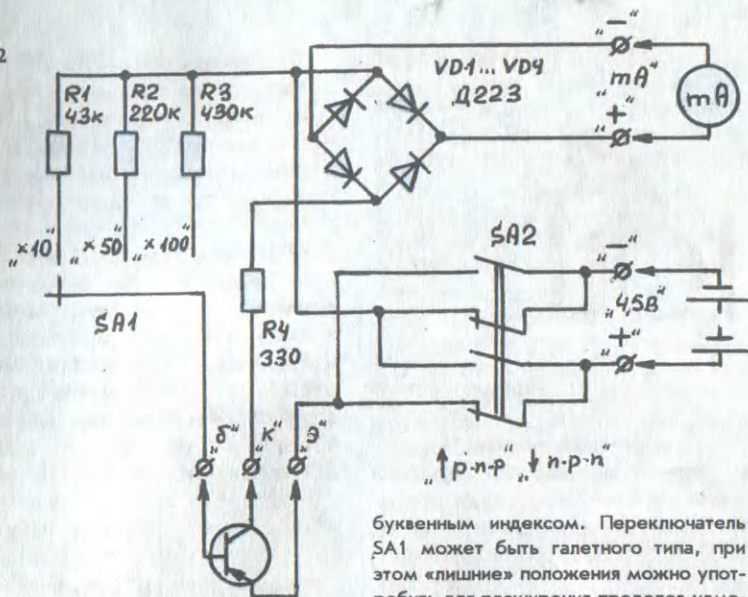 2
R1
43к
R2
220к
R3
430к
VD1...VD4
Д223
„—“
„mA“
„+“
mA
„×10“
„×50“
„×100“
SA1
R4
330
SA2
„—“
4,5В
„+“
„б“
„к“
„э“
„↑p-n-p“
„↓n-p-n“
буквенным индексом. Переключатель
SA1 может быть галетного типа, при
этом «лишние» положения можно упот-